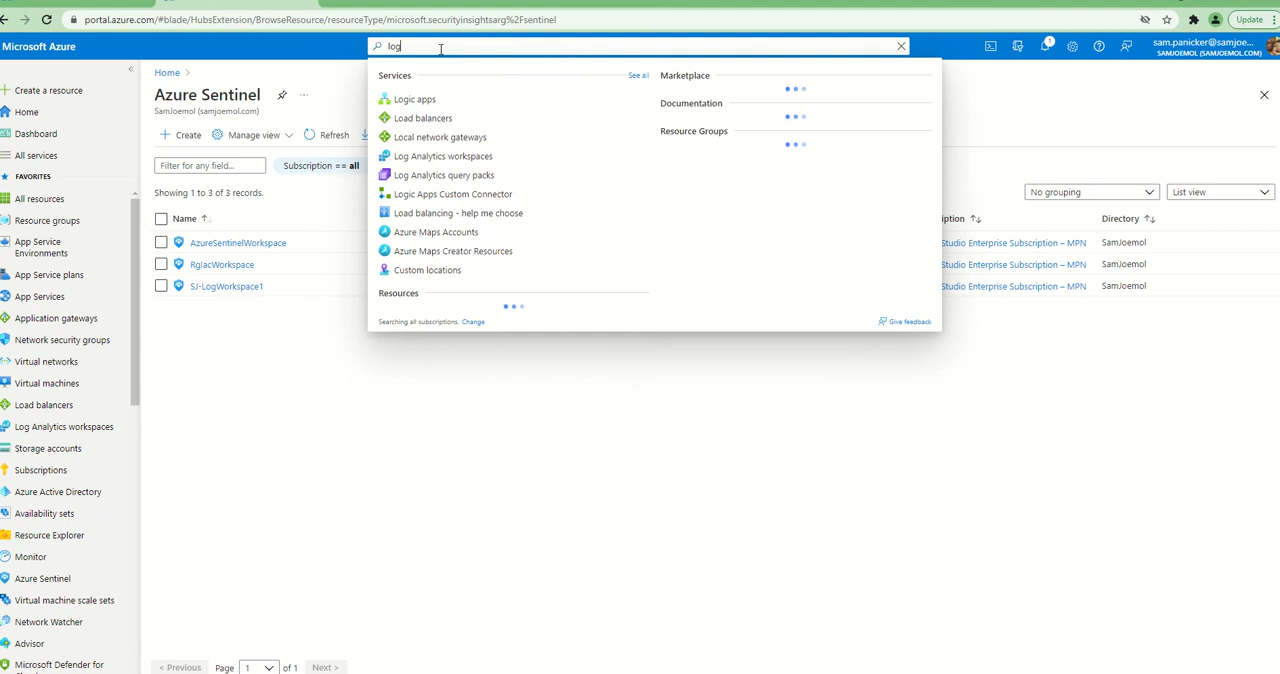 portal.azure.com/#blade/HubsExtension/BrowseResource/resourceType/microsoft.securityinsightsarg%2Fsentinel
Update
Microsoft Azure
log
1
sam.panicker@samjoe...
SAMJOEMOL (SAMJOEMOL.COM)
«
Create a resource
Home
Dashboard
All services
FAVORITES
All resources
Resource groups
App Service
Environments
App Service plans
App Services
Application gateways
Network security groups
Virtual networks
Virtual machines
Load balancers
Log Analytics workspaces
Storage accounts
Subscriptions
Azure Active Directory
Availability sets
Resource Explorer
Monitor
Azure Sentinel
Virtual machine scale sets
Network Watcher
Advisor
Microsoft Defender for
Home >
Azure Sentinel ...
SamJoemol (samjoemol.com)
+ Create Manage view Refresh
Filter for any field... Subscription == all
Showing 1 to 3 of 3 records.
No grouping List view
Name ↑↓ iption ↑↓ Directory ↑↓
AzureSentinelWorkspace Studio Enterprise Subscription – MPN SamJoemol
RgIacWorkspace Studio Enterprise Subscription – MPN SamJoemol
SJ-LogWorkspace1 Studio Enterprise Subscription – MPN SamJoemol
Services See all
Logic apps
Load balancers
Local network gateways
Log Analytics workspaces
Log Analytics query packs
Logic Apps Custom Connector
Load balancing - help me choose
Azure Maps Accounts
Azure Maps Creator Resources
Custom locations
Resources
Searching all subscriptions. Change
Marketplace
Documentation
Resource Groups
Give feedback
< Previous Page 1 of 1 Next >